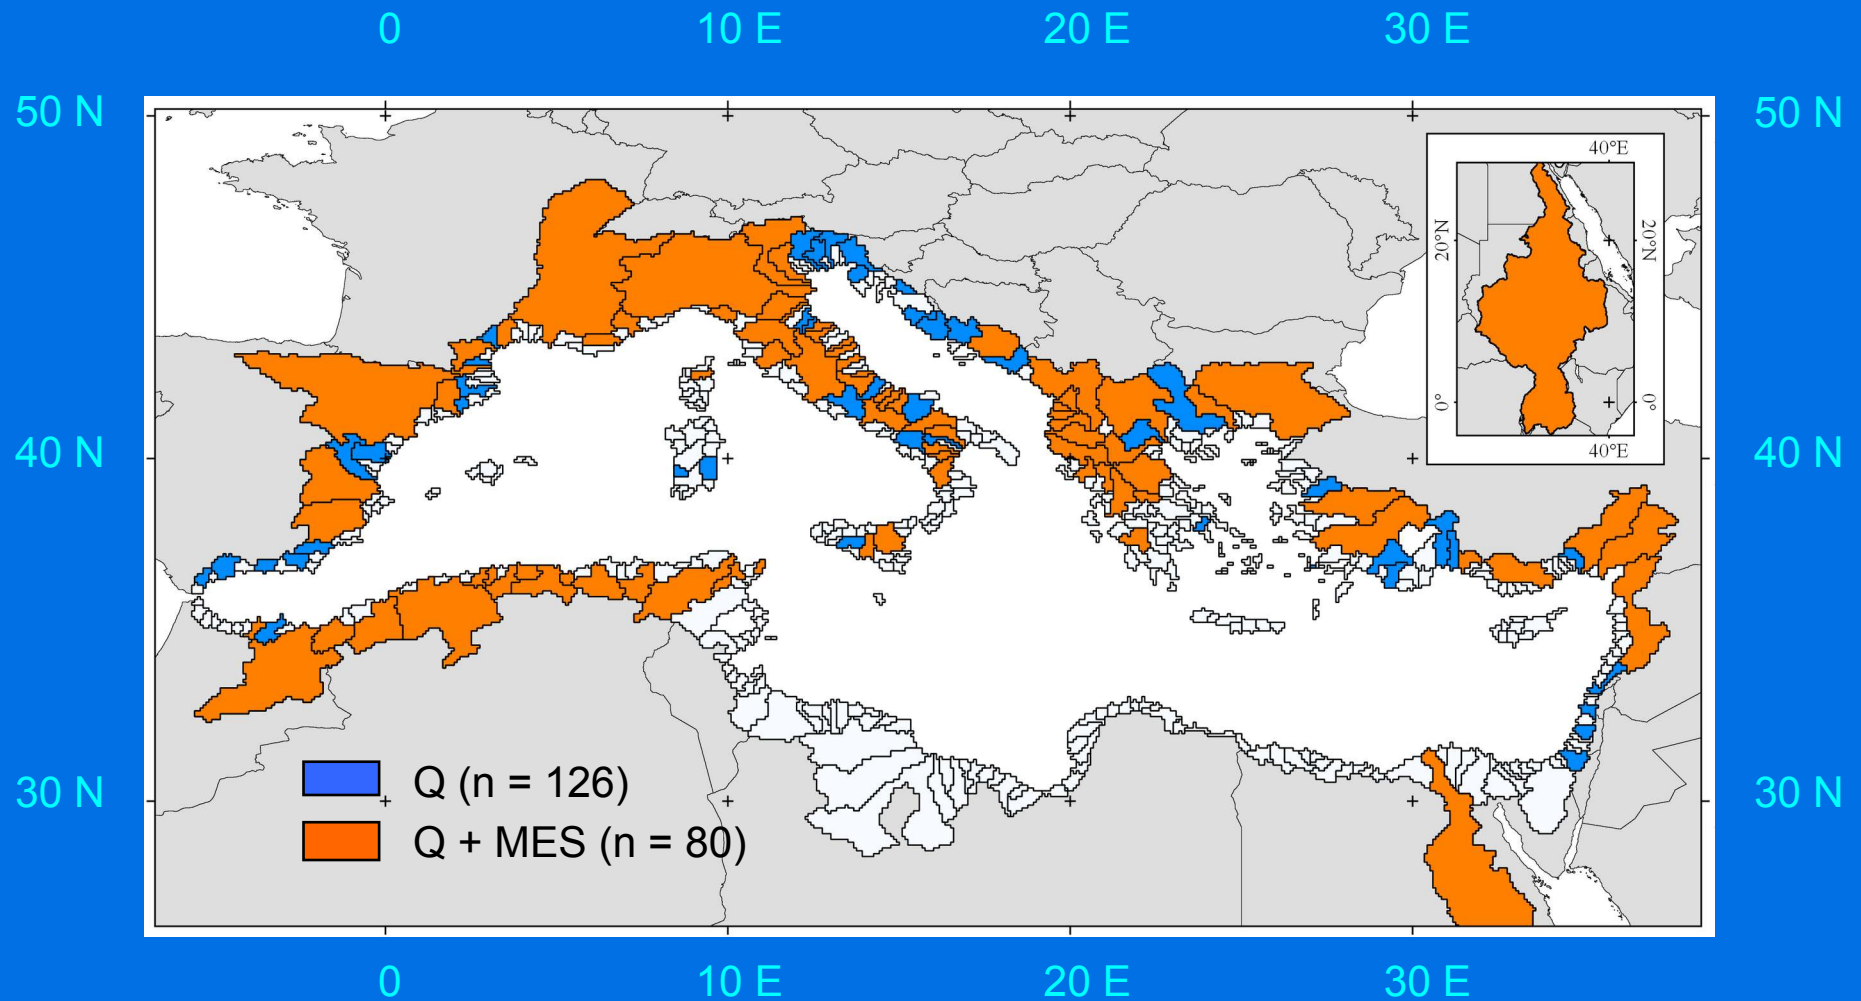 0 10 E 20 E 30 E
50 N 50 N
40°E
20°N 20°N
0° 0°
40°E
40 N 40 N
Q (n = 126)
30 N 30 N
Q + MES (n = 80)
0 10 E 20 E 30 E